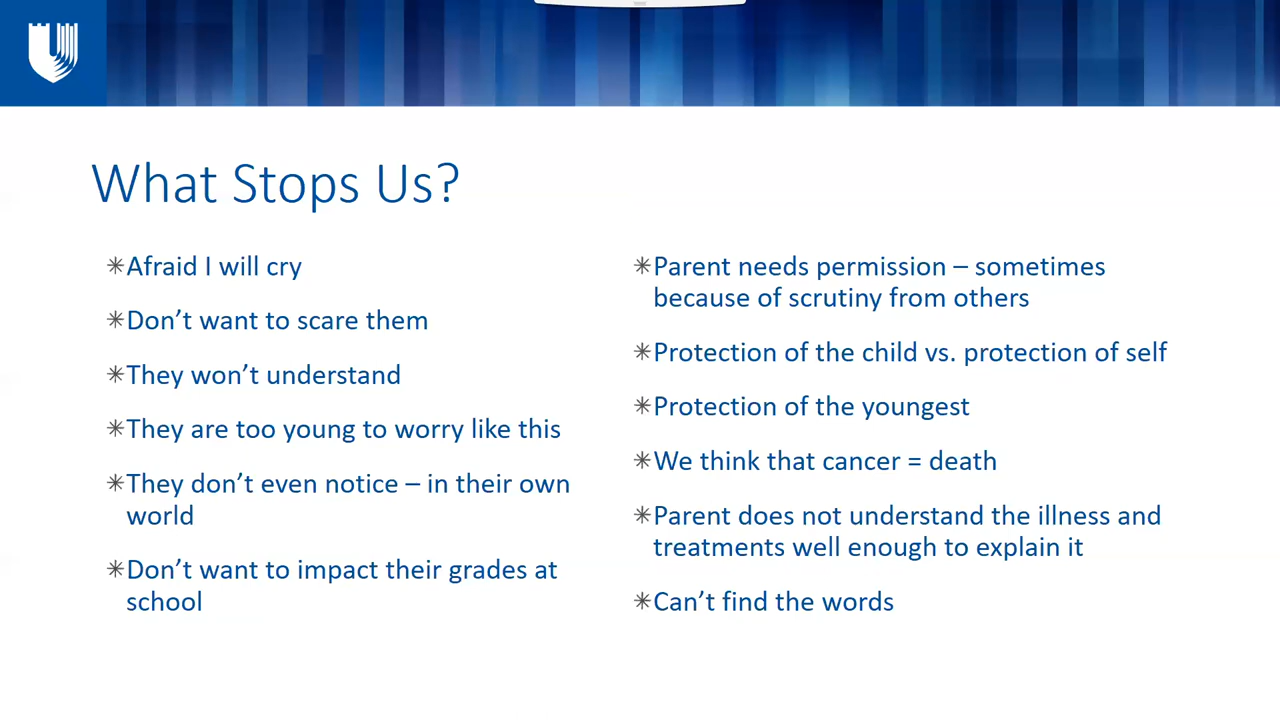 What Stops Us?
✳Afraid I will cry
✳Don’t want to scare them
✳They won’t understand
✳They are too young to worry like this
✳They don’t even notice – in their own
world
✳Don’t want to impact their grades at
school
✳Parent needs permission – sometimes
because of scrutiny from others
✳Protection of the child vs. protection of self
✳Protection of the youngest
✳We think that cancer = death
✳Parent does not understand the illness and
treatments well enough to explain it
✳Can’t find the words